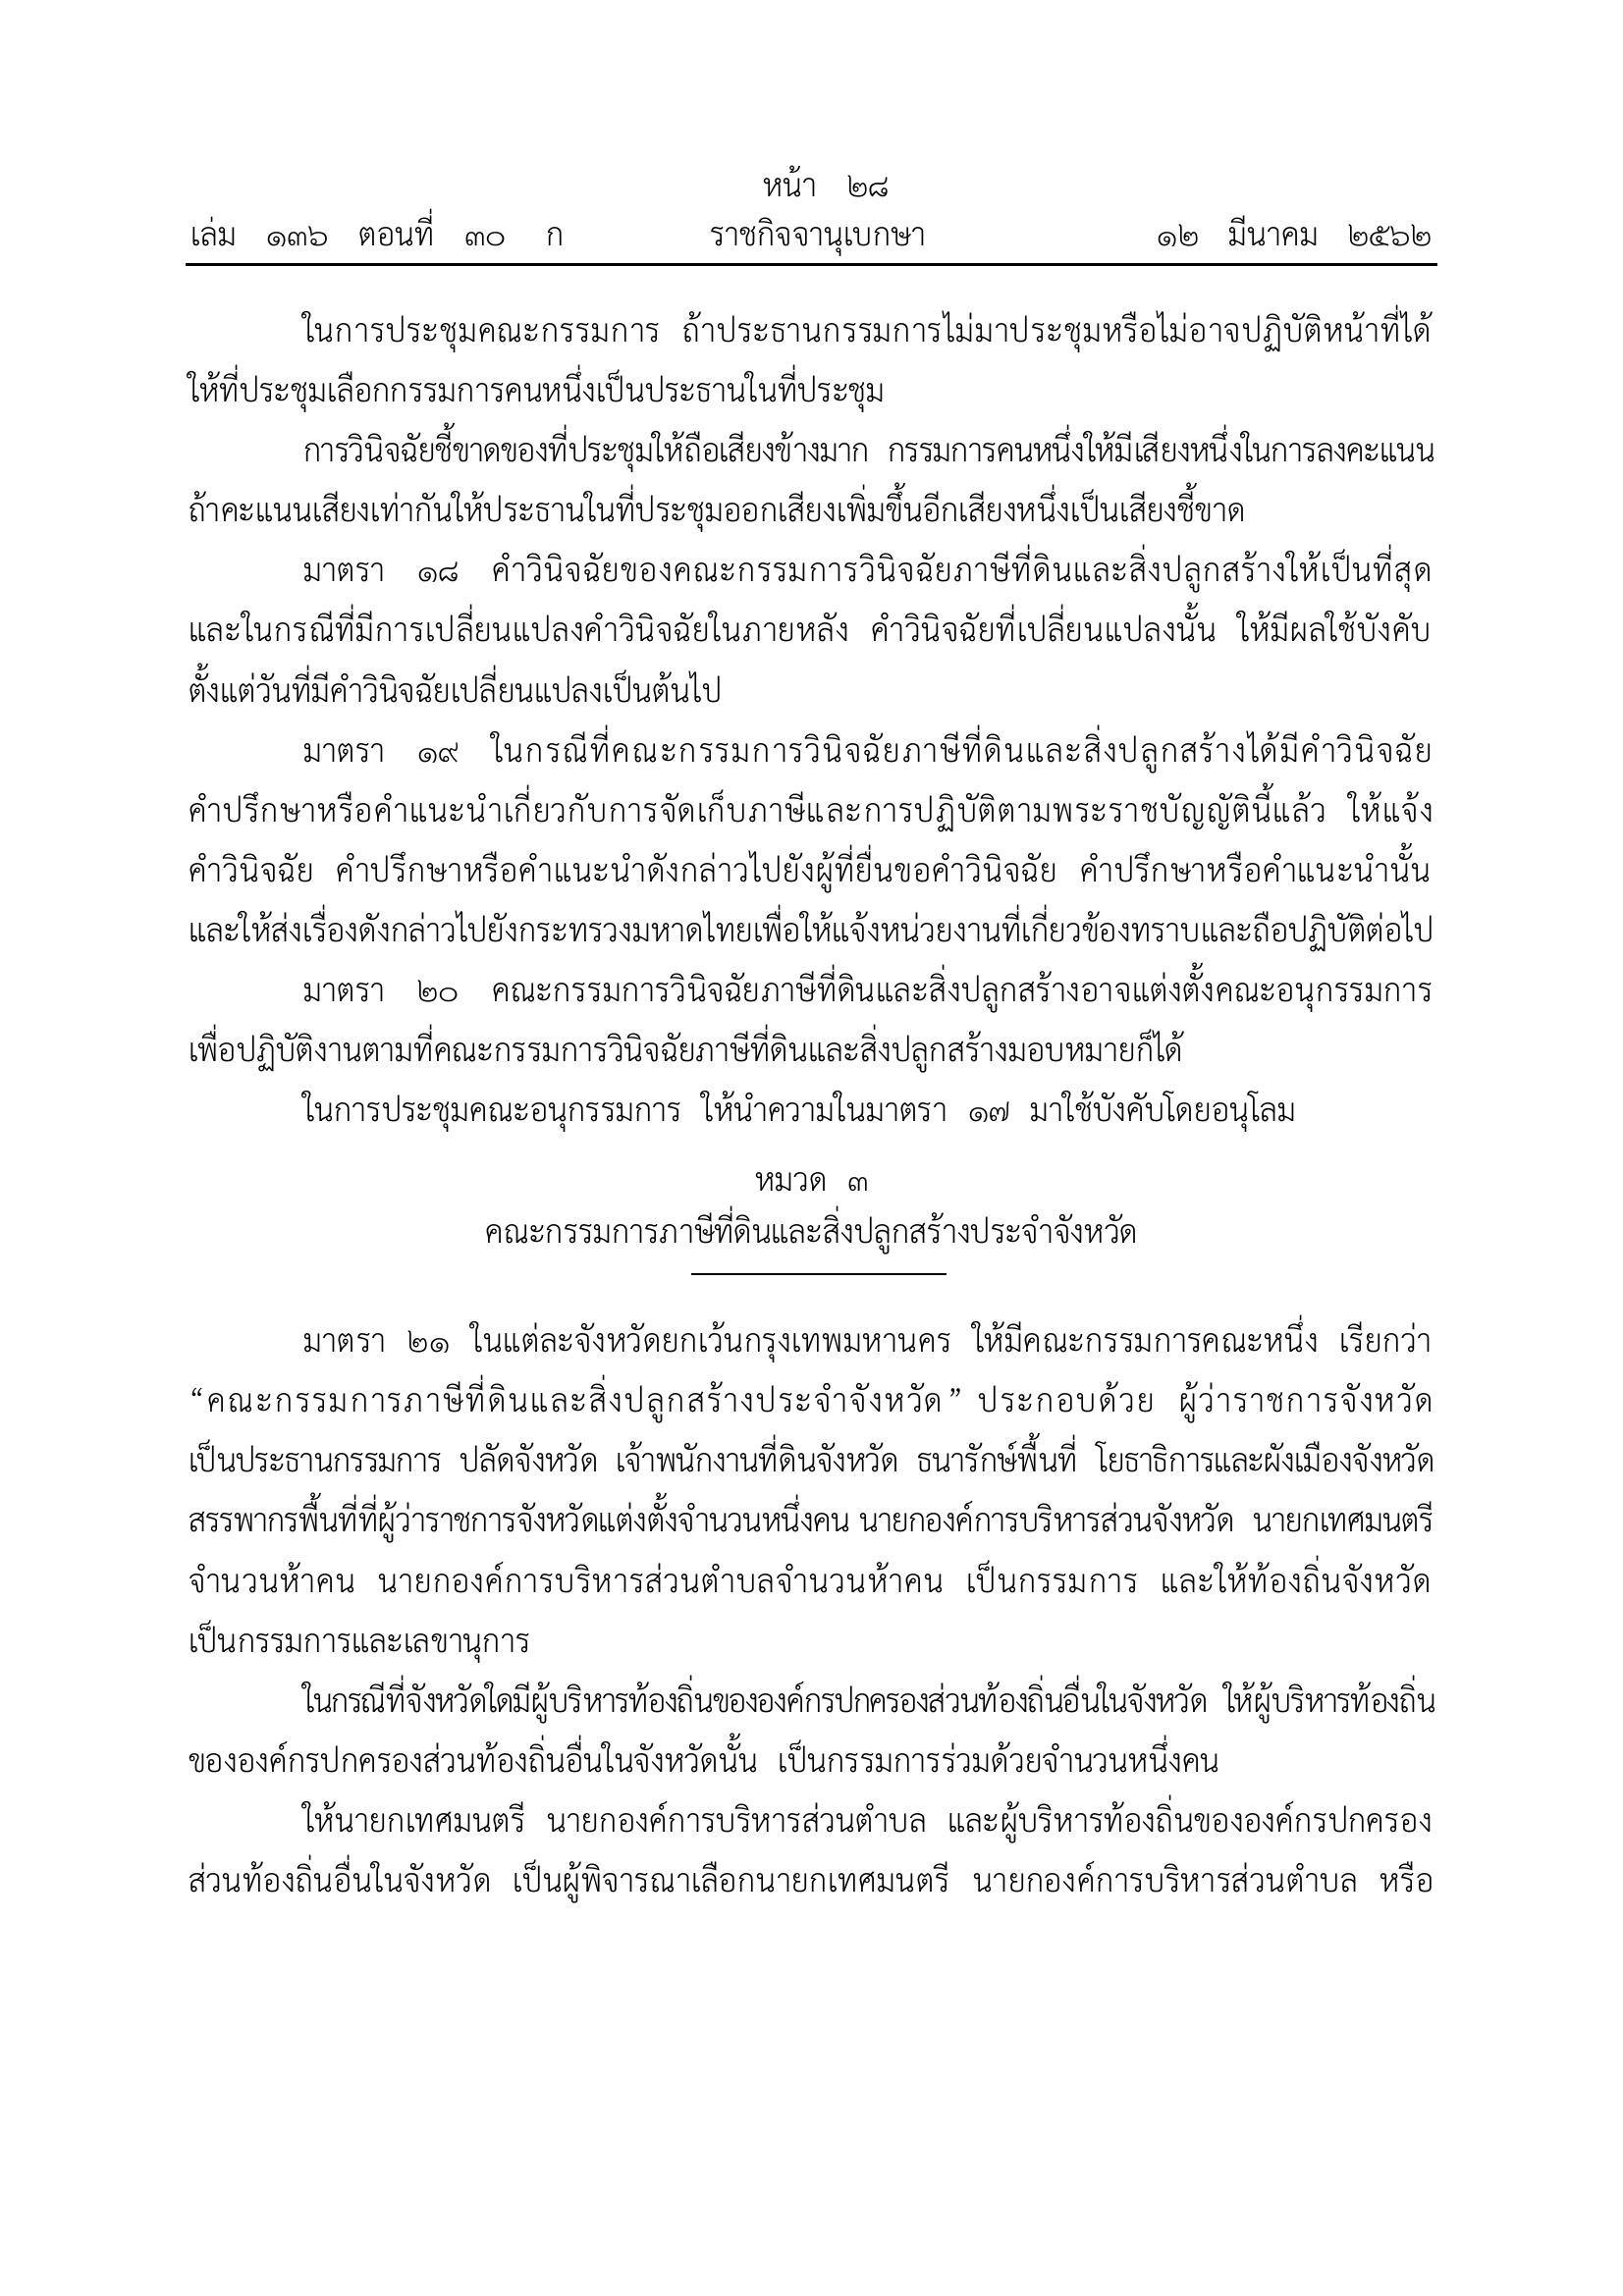 หน้า ๒๘
เล่ม ๑๓๖ ตอนที่ ๓๐ ก ราชกิจจานุเบกษา ๑๒ มีนาคม ๒๕๖๒
ในการประชุมคณะกรรมการ ถ้าประธานกรรมการไม่มาประชุมหรือไม่อาจปฏิบัติหน้าที่ได้
ให้ที่ประชุมเลือกกรรมการคนหนึ่งเป็นประธานในที่ประชุม
การวินิจฉัยชี้ขาดของที่ประชุมให้ถือเสียงข้างมาก กรรมการคนหนึ่งให้มีเสียงหนึ่งในการลงคะแนน
ถ้าคะแนนเสียงเท่ากันให้ประธานในที่ประชุมออกเสียงเพิ่มขึ้นอีกเสียงหนึ่งเป็นเสียงชี้ขาด
มาตรา ๑๘ คำวินิจฉัยของคณะกรรมการวินิจฉัยภาษีที่ดินและสิ่งปลูกสร้างให้เป็นที่สุด
และในกรณีที่มีการเปลี่ยนแปลงคำวินิจฉัยในภายหลัง คำวินิจฉัยที่เปลี่ยนแปลงนั้น ให้มีผลใช้บังคับ
ตั้งแต่วันที่มีคำวินิจฉัยเปลี่ยนแปลงเป็นต้นไป
มาตรา ๑๙ ในกรณีที่คณะกรรมการวินิจฉัยภาษีที่ดินและสิ่งปลูกสร้างได้มีคำวินิจฉัย
คำปรึกษาหรือคำแนะนำเกี่ยวกับการจัดเก็บภาษีและการปฏิบัติตามพระราชบัญญัตินี้แล้ว ให้แจ้ง
คำวินิจฉัย คำปรึกษาหรือคำแนะนำดังกล่าวไปยังผู้ที่ยื่นขอคำวินิจฉัย คำปรึกษาหรือคำแนะนำนั้น
และให้ส่งเรื่องดังกล่าวไปยังกระทรวงมหาดไทยเพื่อให้แจ้งหน่วยงานที่เกี่ยวข้องทราบและถือปฏิบัติต่อไป
มาตรา ๒๐ คณะกรรมการวินิจฉัยภาษีที่ดินและสิ่งปลูกสร้างอาจแต่งตั้งคณะอนุกรรมการ
เพื่อปฏิบัติงานตามที่คณะกรรมการวินิจฉัยภาษีที่ดินและสิ่งปลูกสร้างมอบหมายก็ได้
ในการประชุมคณะอนุกรรมการ ให้นำความในมาตรา ๑๗ มาใช้บังคับโดยอนุโลม
หมวด ๓
คณะกรรมการภาษีที่ดินและสิ่งปลูกสร้างประจำจังหวัด
มาตรา ๒๑ ในแต่ละจังหวัดยกเว้นกรุงเทพมหานคร ให้มีคณะกรรมการคณะหนึ่ง เรียกว่า
“คณะกรรมการภาษีที่ดินและสิ่งปลูกสร้างประจำจังหวัด” ประกอบด้วย ผู้ว่าราชการจังหวัด
เป็นประธานกรรมการ ปลัดจังหวัด เจ้าพนักงานที่ดินจังหวัด ธนารักษ์พื้นที่ โยธาธิการและผังเมืองจังหวัด
สรรพากรพื้นที่ที่ผู้ว่าราชการจังหวัดแต่งตั้งจำนวนหนึ่งคน นายกองค์การบริหารส่วนจังหวัด นายกเทศมนตรี
จำนวนห้าคน นายกองค์การบริหารส่วนตำบลจำนวนห้าคน เป็นกรรมการ และให้ท้องถิ่นจังหวัด
เป็นกรรมการและเลขานุการ
ในกรณีที่จังหวัดใดมีผู้บริหารท้องถิ่นขององค์กรปกครองส่วนท้องถิ่นอื่นในจังหวัด ให้ผู้บริหารท้องถิ่น
ขององค์กรปกครองส่วนท้องถิ่นอื่นในจังหวัดนั้น เป็นกรรมการร่วมด้วยจำนวนหนึ่งคน
ให้นายกเทศมนตรี นายกองค์การบริหารส่วนตำบล และผู้บริหารท้องถิ่นขององค์กรปกครอง
ส่วนท้องถิ่นอื่นในจังหวัด เป็นผู้พิจารณาเลือกนายกเทศมนตรี นายกองค์การบริหารส่วนตำบล หรือ